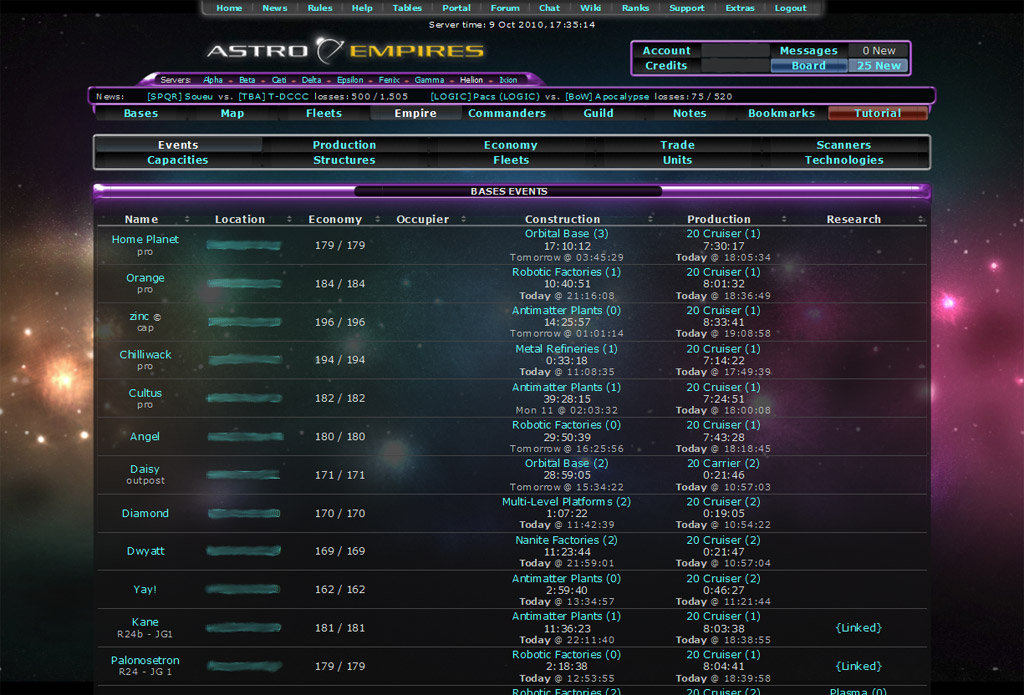 Home News Rules Help Tables Portal Forum Chat Wiki Ranks Support Extras Logout
Server time: 9 Oct 2010, 17:35:14
ASTRO EMPIRES
Account Messages 0 New
Credits Board 25 New
Servers: Alpha - Beta - Ceti - Delta - Epsilon - Fenix - Gamma - Helion - Ixion
News: [SPQR] Soueu vs. [TBA] T-DCCC losses: 500 / 1,505 [LOGIC] Pacs (LOGIC) vs. [BoW] Apocalypse losses: 75 / 520
Bases Map Fleets Empire Commanders Guild Notes Bookmarks Tutorial
Events Production Economy Trade Scanners
Capacities Structures Fleets Units Technologies
BASES EVENTS
Name Location Economy Occupier Construction Production Research
Orbital Base (3) 20 Cruiser (1)
Home Planet 179 / 179 17:10:12 7:30:17
pro Tomorrow @ 03:45:29 Today @ 18:05:34
Robotic Factories (1) 20 Cruiser (1)
Orange 184 / 184 10:40:51 8:01:32
pro Today @ 21:16:08 Today @ 18:36:49
Antimatter Plants (0) 20 Cruiser (1)
zinc © 196 / 196 14:25:57 8:33:41
cap Tomorrow @ 01:01:14 Today @ 19:08:58
Metal Refineries (1) 20 Cruiser (1)
Chilliwack 194 / 194 0:33:18 7:14:22
pro Today @ 11:08:35 Today @ 17:49:39
Antimatter Plants (1) 20 Cruiser (1)
Cultus 182 / 182 39:28:15 7:24:51
pro Mon 11 @ 02:03:32 Today @ 18:00:08
Robotic Factories (0) 20 Cruiser (1)
Angel 180 / 180 29:50:39 7:43:28
Tomorrow @ 16:25:56 Today @ 18:18:45
Orbital Base (2) 20 Carrier (2)
Daisy 171 / 171 28:59:05 0:21:46
outpost Tomorrow @ 15:34:22 Today @ 10:57:03
Multi-Level Platforms (2) 20 Cruiser (2)
Diamond 170 / 170 1:07:22 0:19:05
Today @ 11:42:39 Today @ 10:54:22
Nanite Factories (2) 20 Cruiser (2)
Dwyatt 169 / 169 11:23:44 0:21:47
Today @ 21:59:01 Today @ 10:57:04
Antimatter Plants (0) 20 Cruiser (2)
Yay! 162 / 162 2:59:40 0:46:27
Today @ 13:34:57 Today @ 11:21:44
Antimatter Plants (1) 20 Cruiser (1)
Kane 181 / 181 11:36:23 8:03:38 {Linked}
R24b - JG1 Today @ 22:11:40 Today @ 18:38:55
Robotic Factories (0) 20 Cruiser (1)
Palonosetron 179 / 179 2:18:38 8:04:41 {Linked}
R24 - JG 1 Today @ 12:53:55 Today @ 18:39:58
Robotic Factories (2) 20 Cruiser (2) Plasma (0)